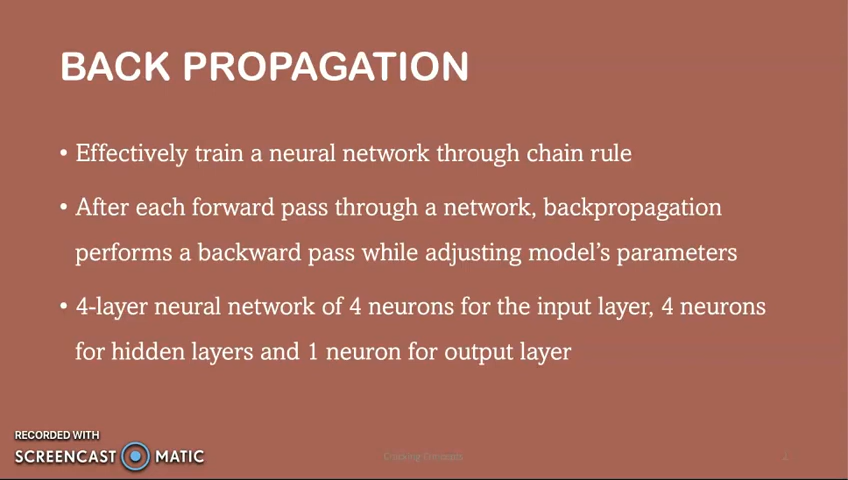 BACK PROPAGATION
• Effectively train a neural network through chain rule
• After each forward pass through a network, backpropagation
performs a backward pass while adjusting model’s parameters
• 4-layer neural network of 4 neurons for the input layer, 4 neurons
for hidden layers and 1 neuron for output layer
RECORDED WITH
SCREENCAST MATIC